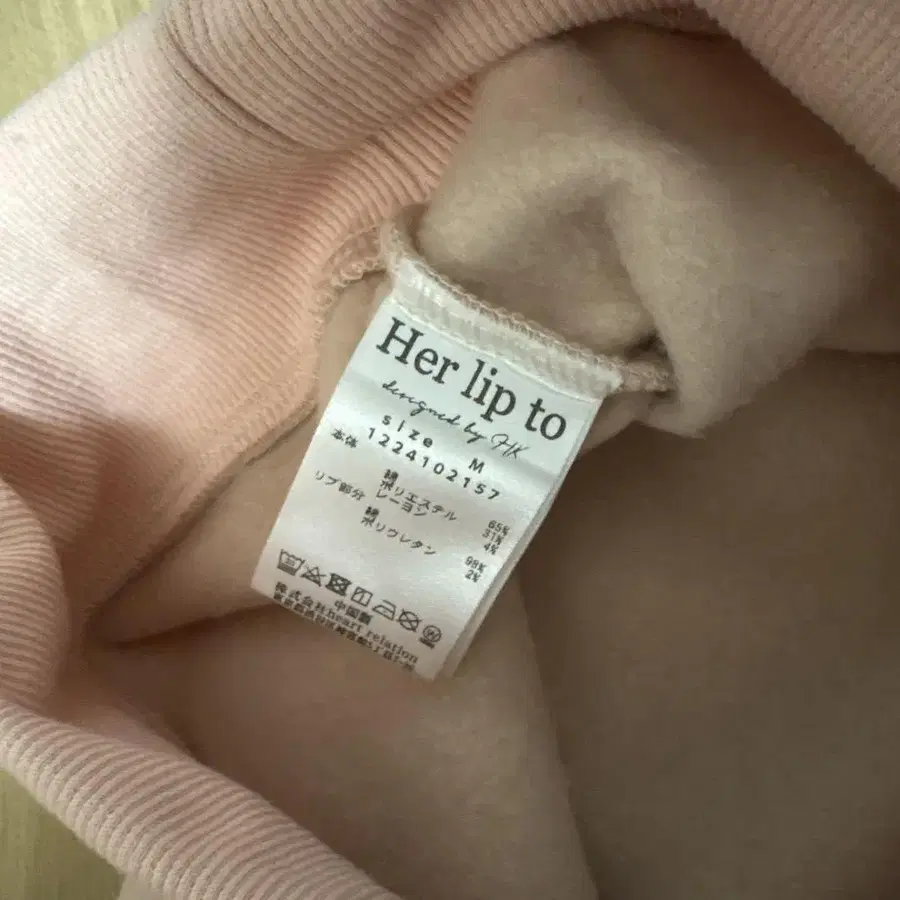 Her lip to
designed by HK
size M
1224102157
本体 綿 65%
ポリエステル 31%
レーヨン 4%
リブ部分 綿 98%
ポリウレタン 2%
中国製
株式会社heart relation